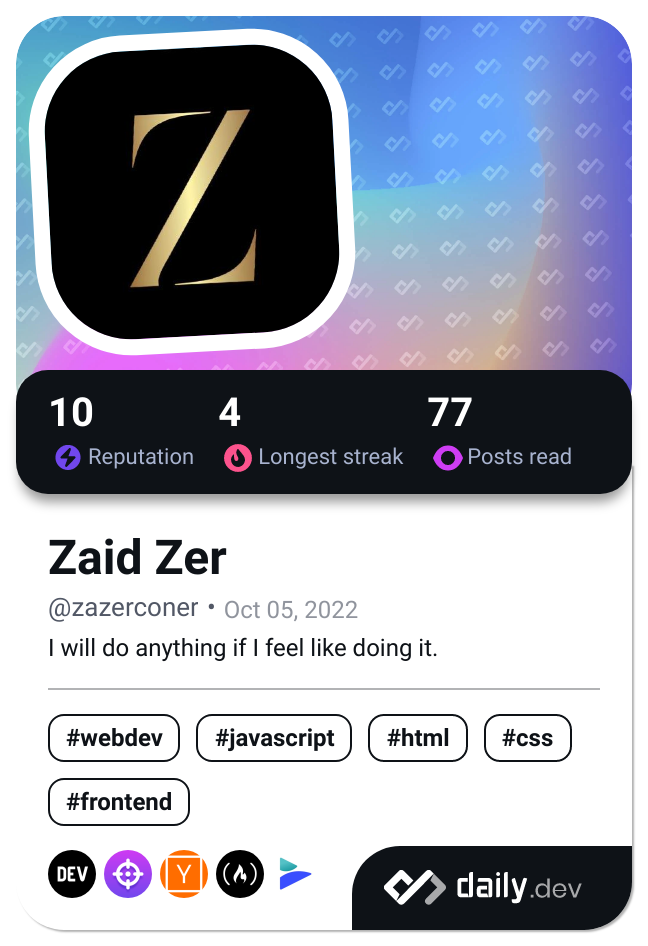 Z
10 4 77
Reputation Longest streak Posts read
Zaid Zer
@zazerconer • Oct 05, 2022
I will do anything if I feel like doing it.
#webdev #javascript #html #css
#frontend
DEV Y daily.dev